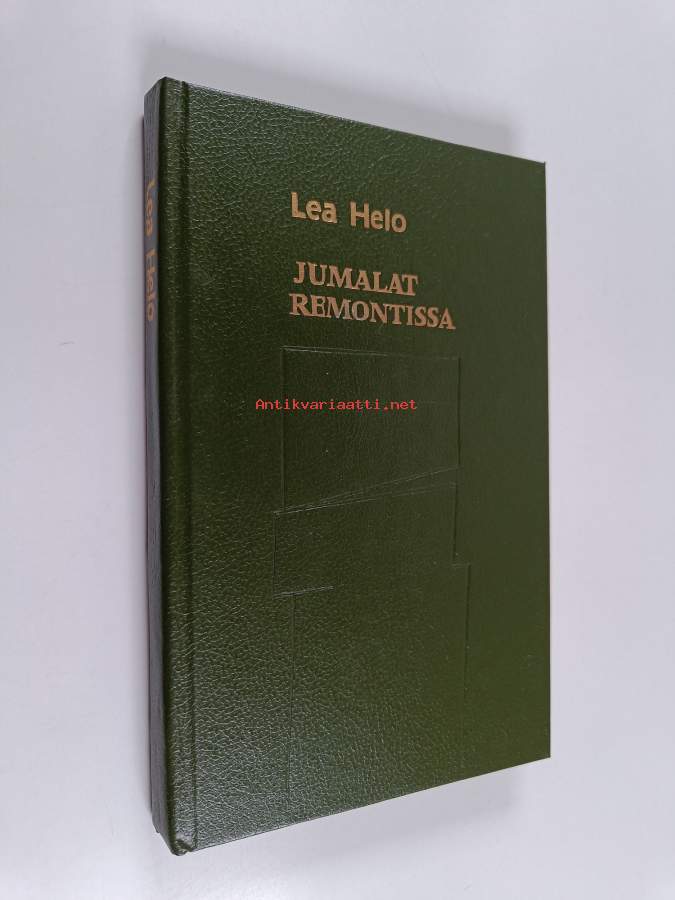 Lea Helo
JUMALAT
REMONTISSA
Antikvariaatti.net
Lea Helo